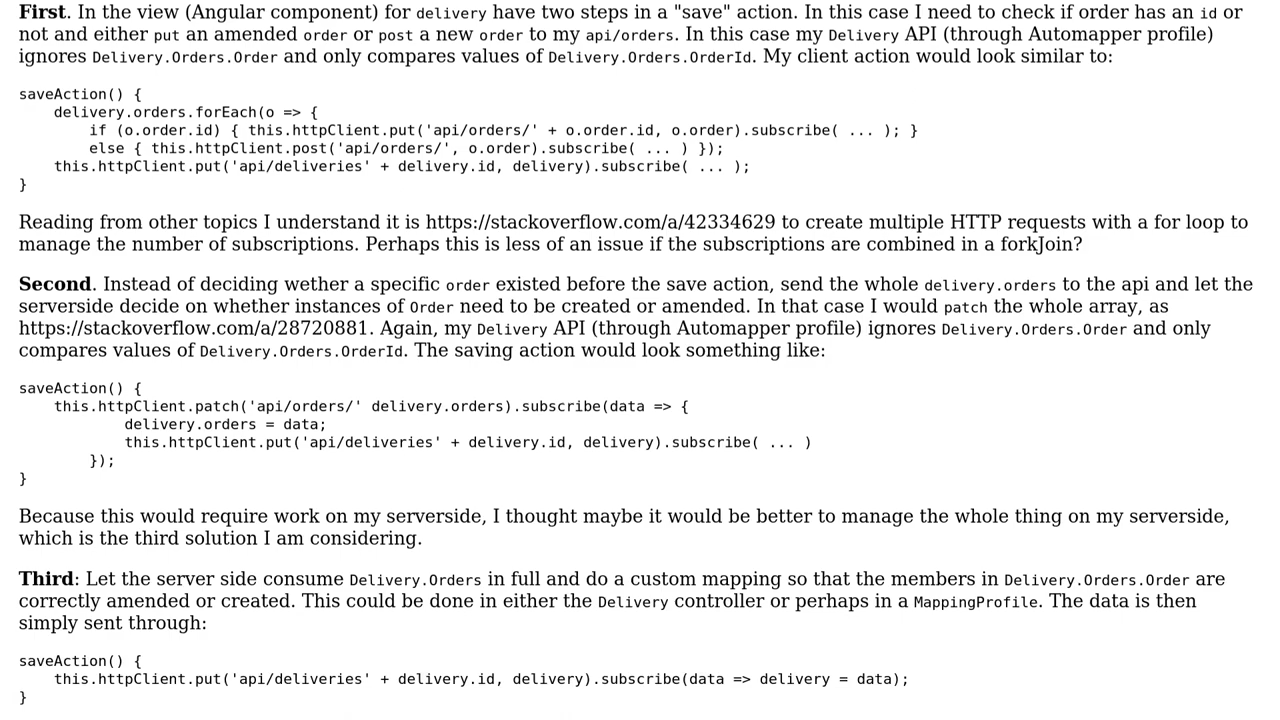 First. In the view (Angular component) for delivery have two steps in a "save" action. In this case I need to check if order has an id or
not and either put an amended order or post a new order to my api/orders. In this case my Delivery API (through Automapper profile)
ignores Delivery.Orders.Order and only compares values of Delivery.Orders.OrderId. My client action would look similar to:
saveAction() {
    delivery.orders.forEach(o => {
        if (o.order.id) { this.httpClient.put('api/orders/' + o.order.id, o.order).subscribe( ... ); }
        else { this.httpClient.post('api/orders/', o.order).subscribe( ... ) });
    this.httpClient.put('api/deliveries' + delivery.id, delivery).subscribe( ... );
}
Reading from other topics I understand it is https://stackoverflow.com/a/42334629 to create multiple HTTP requests with a for loop to
manage the number of subscriptions. Perhaps this is less of an issue if the subscriptions are combined in a forkJoin?
Second. Instead of deciding wether a specific order existed before the save action, send the whole delivery.orders to the api and let the
serverside decide on whether instances of Order need to be created or amended. In that case I would patch the whole array, as
https://stackoverflow.com/a/28720881. Again, my Delivery API (through Automapper profile) ignores Delivery.Orders.Order and only
compares values of Delivery.Orders.OrderId. The saving action would look something like:
saveAction() {
    this.httpClient.patch('api/orders/' delivery.orders).subscribe(data => {
            delivery.orders = data;
            this.httpClient.put('api/deliveries' + delivery.id, delivery).subscribe( ... )
        });
}
Because this would require work on my serverside, I thought maybe it would be better to manage the whole thing on my serverside,
which is the third solution I am considering.
Third: Let the server side consume Delivery.Orders in full and do a custom mapping so that the members in Delivery.Orders.Order are
correctly amended or created. This could be done in either the Delivery controller or perhaps in a MappingProfile. The data is then
simply sent through:
saveAction() {
    this.httpClient.put('api/deliveries' + delivery.id, delivery).subscribe(data => delivery = data);
}